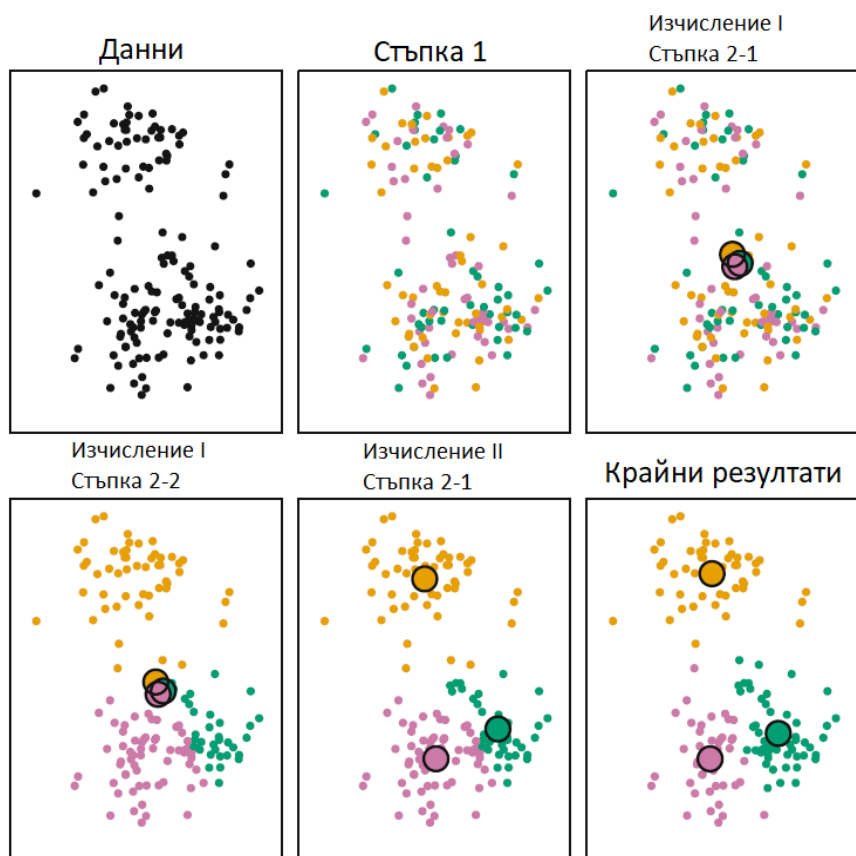 Данни
Стъпка 1
Изчисление I
Стъпка 2-1
Изчисление I
Стъпка 2-2
Изчисление II
Стъпка 2-1
Крайни резултати